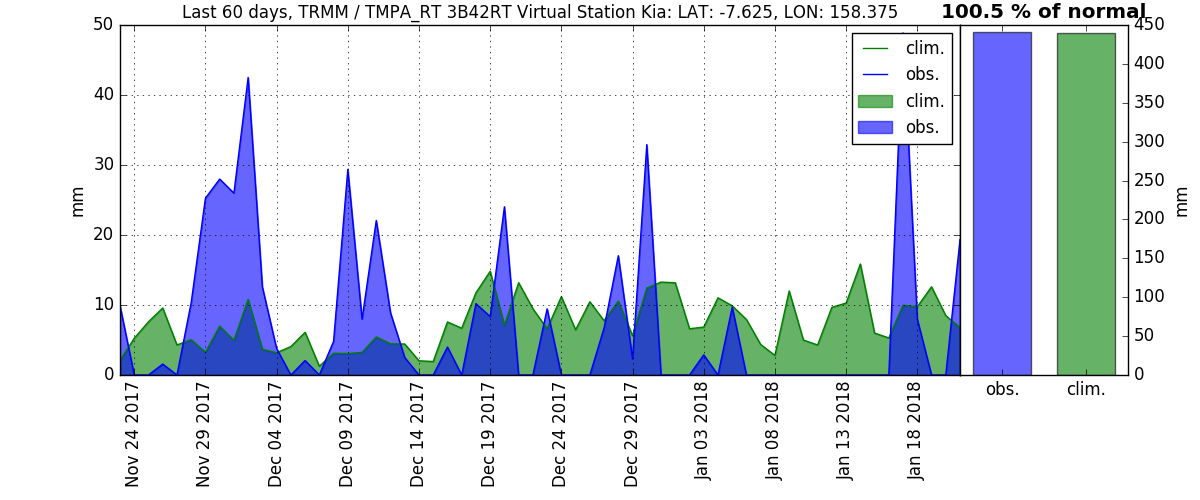 Last 60 days, TRMM / TMPA_RT 3B42RT Virtual Station Kia: LAT: -7.625, LON: 158.375
100.5 % of normal
50
40
30
20
10
0
mm
clim.
obs.
clim.
obs.
450
400
350
300
250
200
150
100
50
0
mm
obs.
clim.
Nov 24 2017
Nov 29 2017
Dec 04 2017
Dec 09 2017
Dec 14 2017
Dec 19 2017
Dec 24 2017
Dec 29 2017
Jan 03 2018
Jan 08 2018
Jan 13 2018
Jan 18 2018